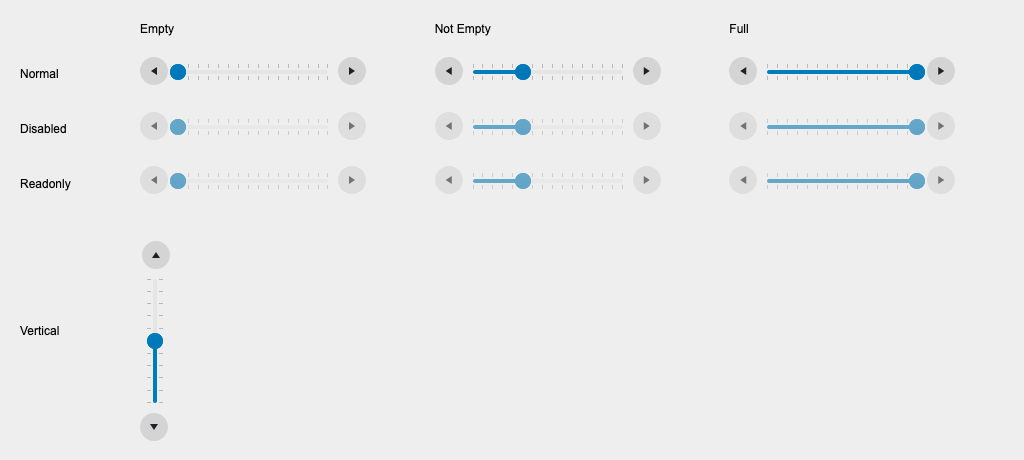 Empty
Not Empty
Full
Normal
Disabled
Readonly
Vertical